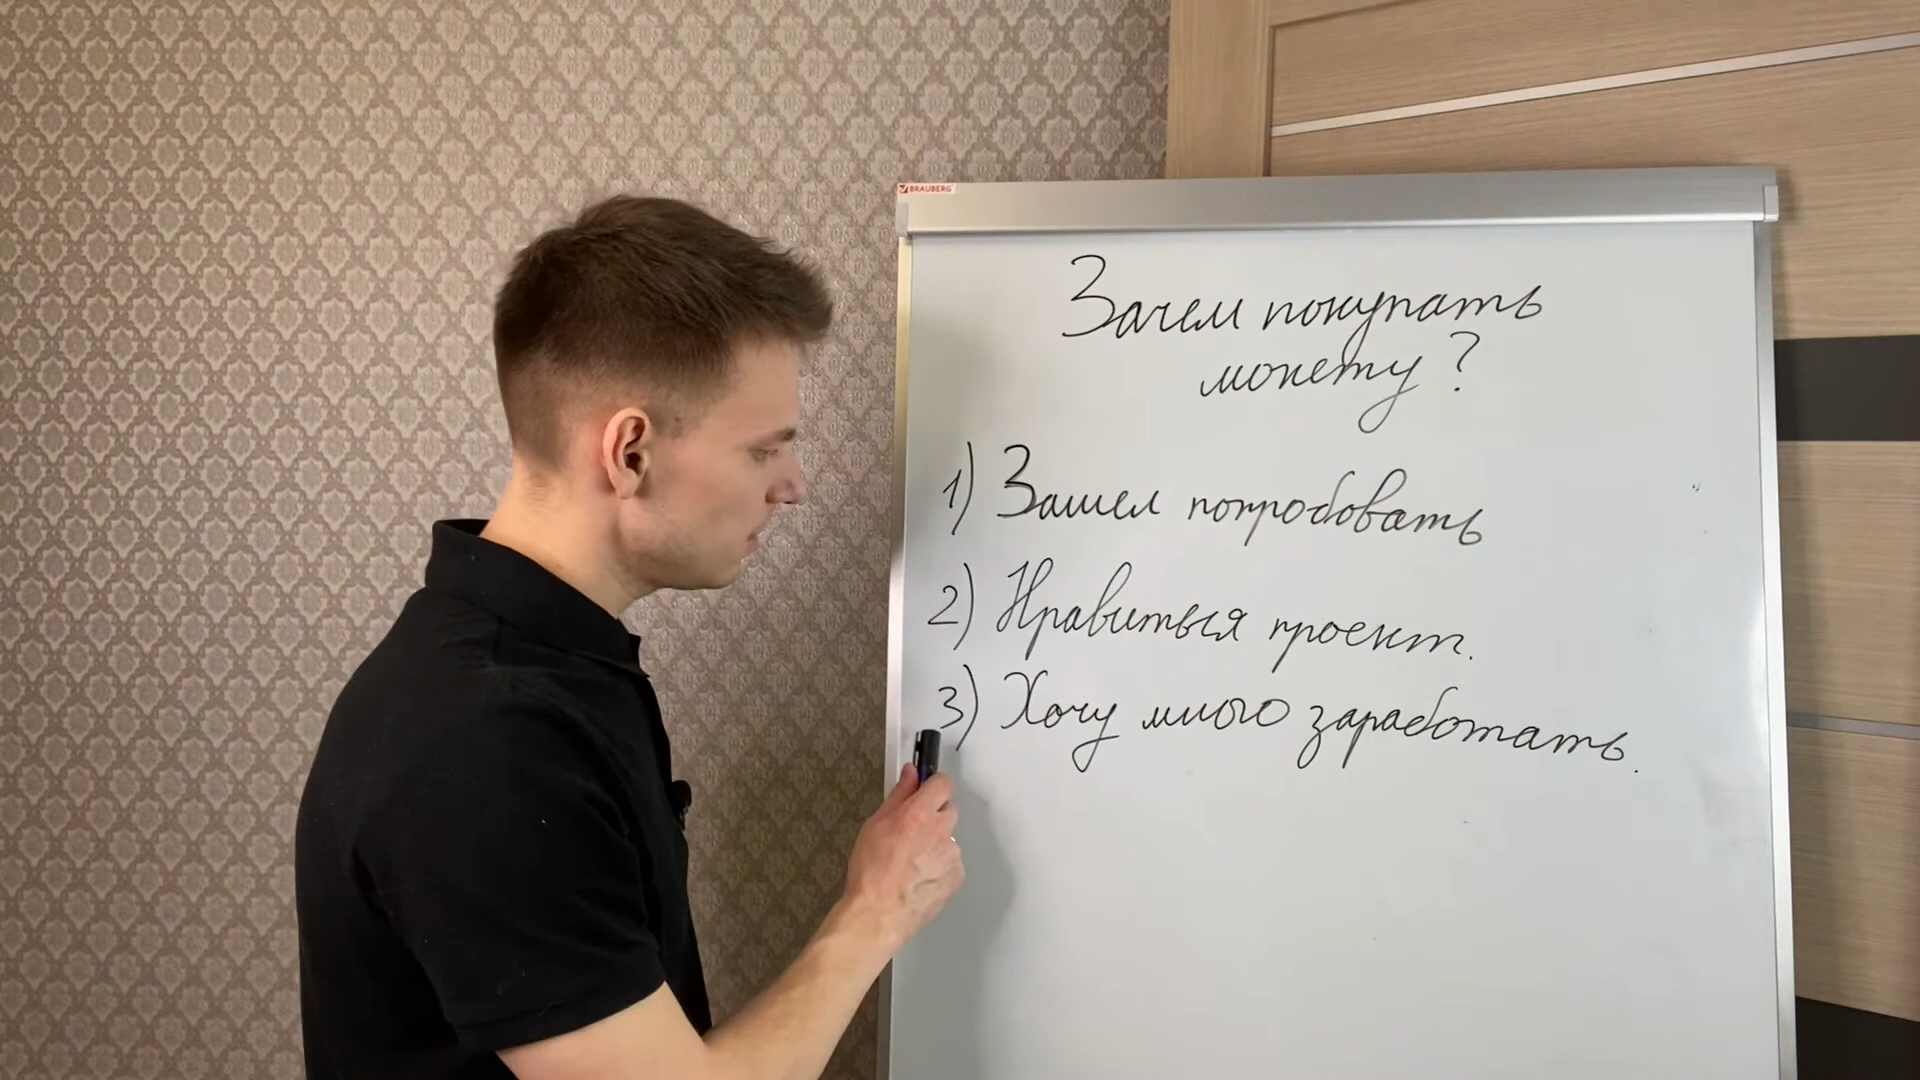 BRAUBERG
Зачем покупать
монету?
1) Зашел попробовать
2) Нравиться проект.
3) Хочу много заработать.